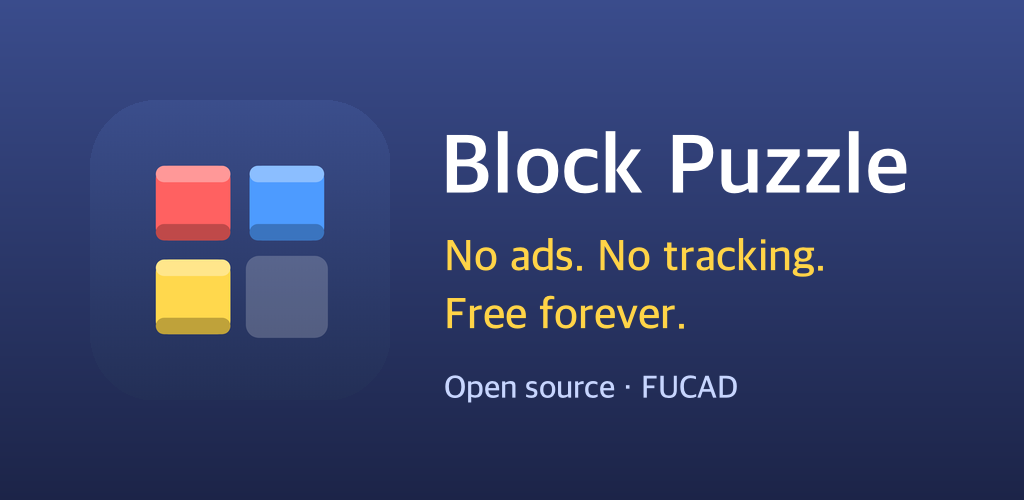 Block Puzzle
No ads. No tracking.
Free forever.
Open source · FUCAD